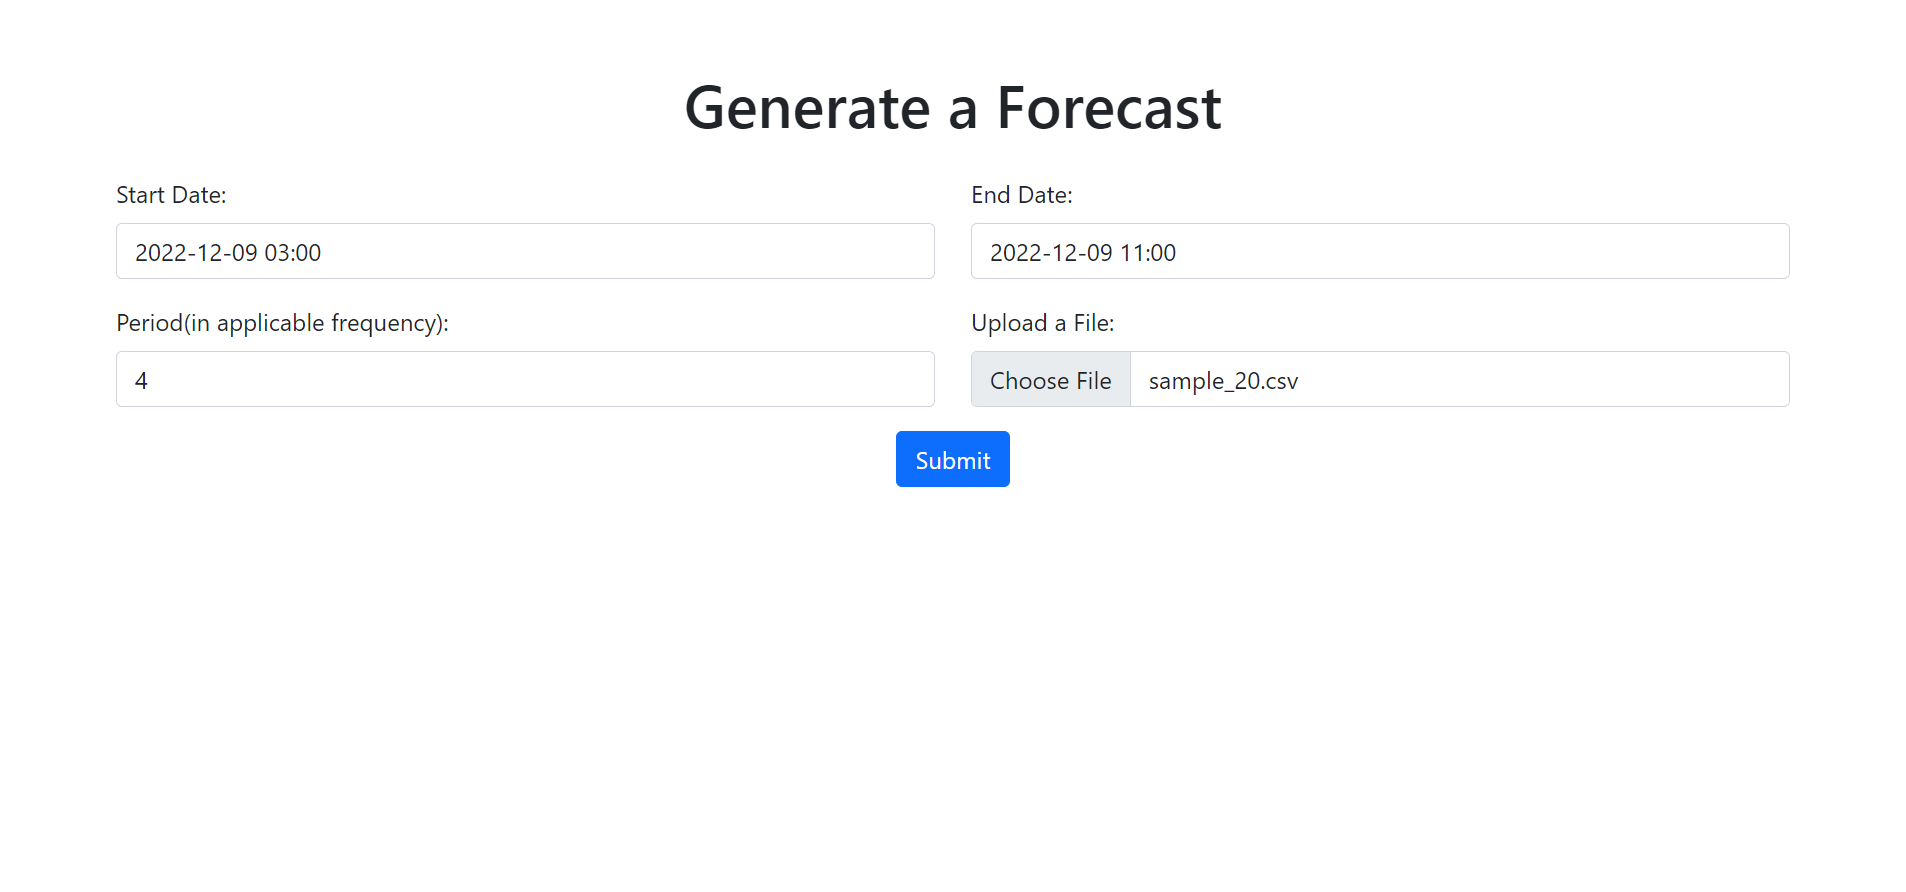 Generate a Forecast
Start Date:
End Date:
2022-12-09 03:00
2022-12-09 11:00
Period(in applicable frequency):
Upload a File:
4
Choose File
sample_20.csv
Submit